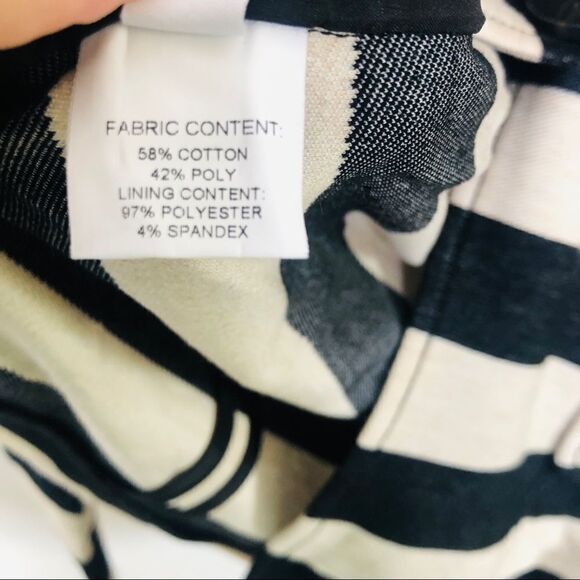 FABRIC CONTENT:
58% COTTON
42% POLY
LINING CONTENT:
97% POLYESTER
4% SPANDEX